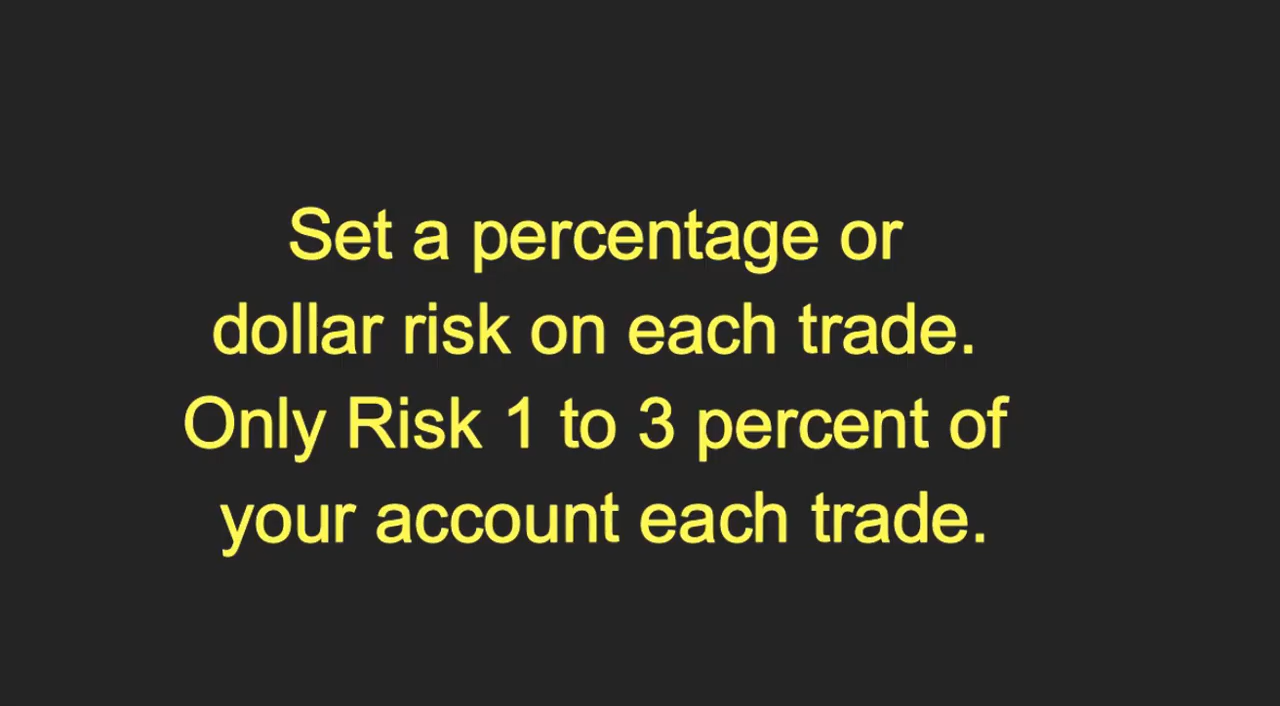 Set a percentage or
dollar risk on each trade.
Only Risk 1 to 3 percent of
your account each trade.